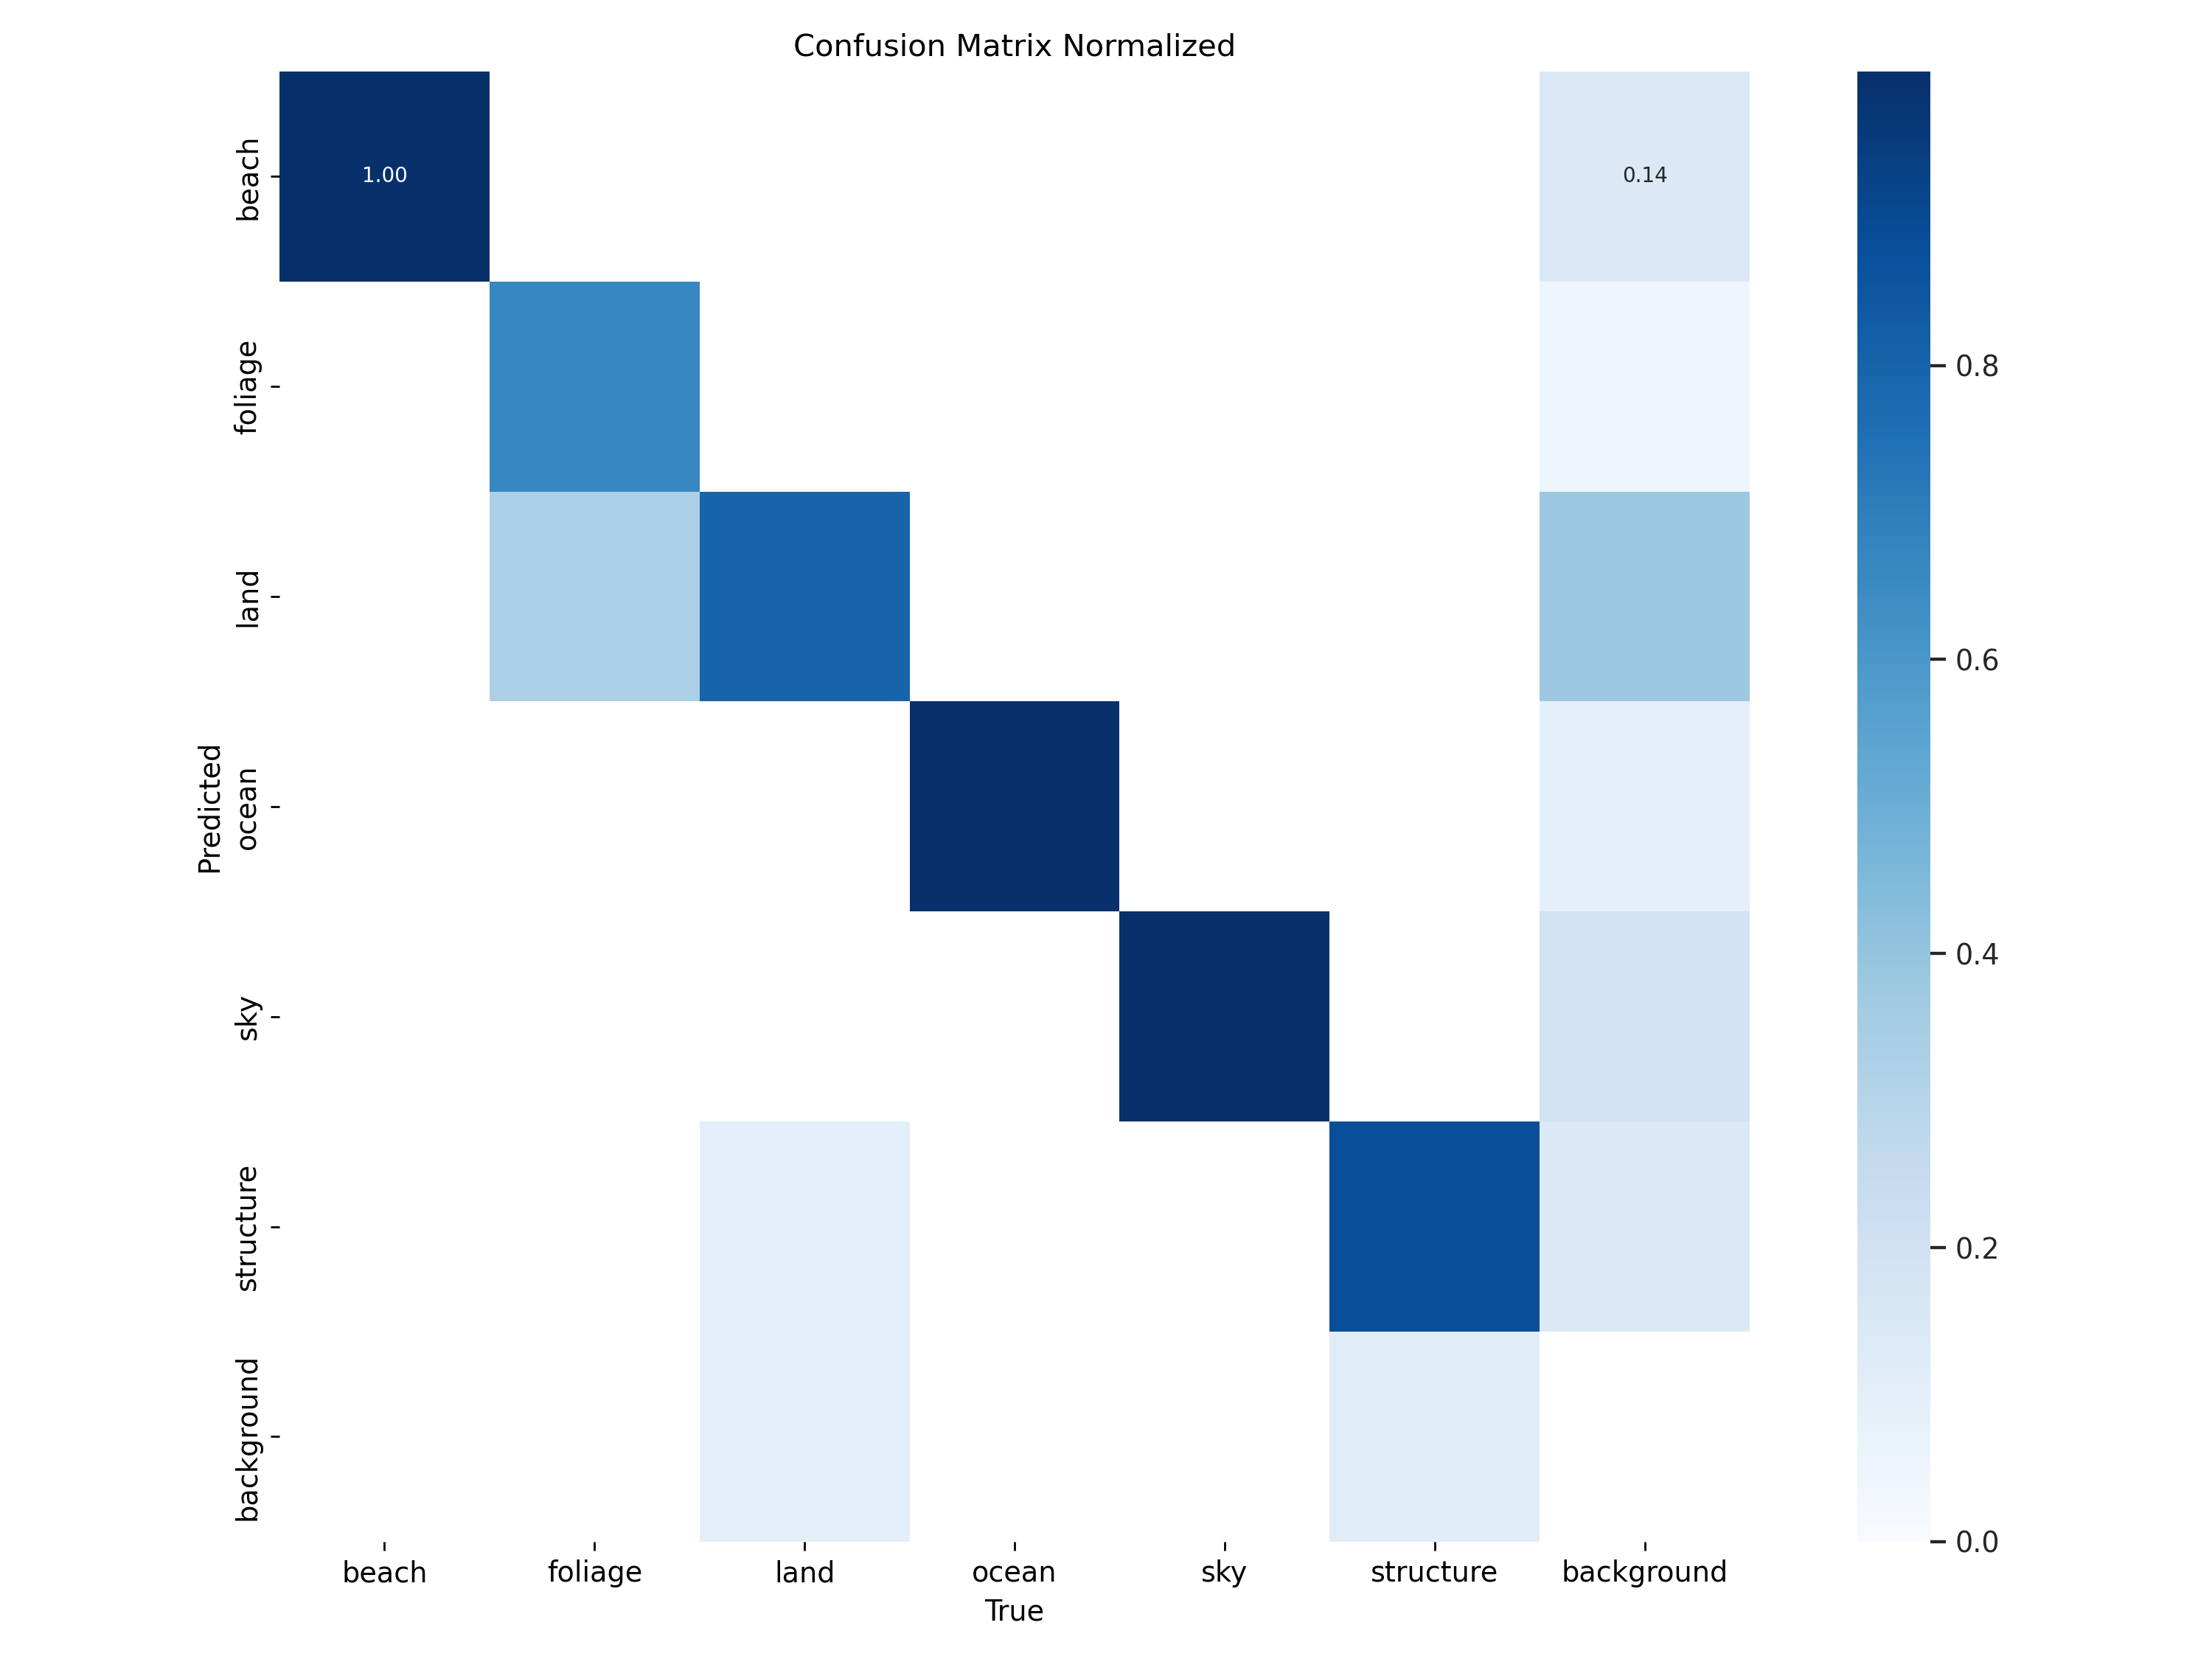 Confusion Matrix Normalized
beach
1.00
0.14
foliage
land
Predicted
ocean
sky
structure
background
0.8
0.6
0.4
0.2
0.0
beach foliage land ocean sky structure background
True